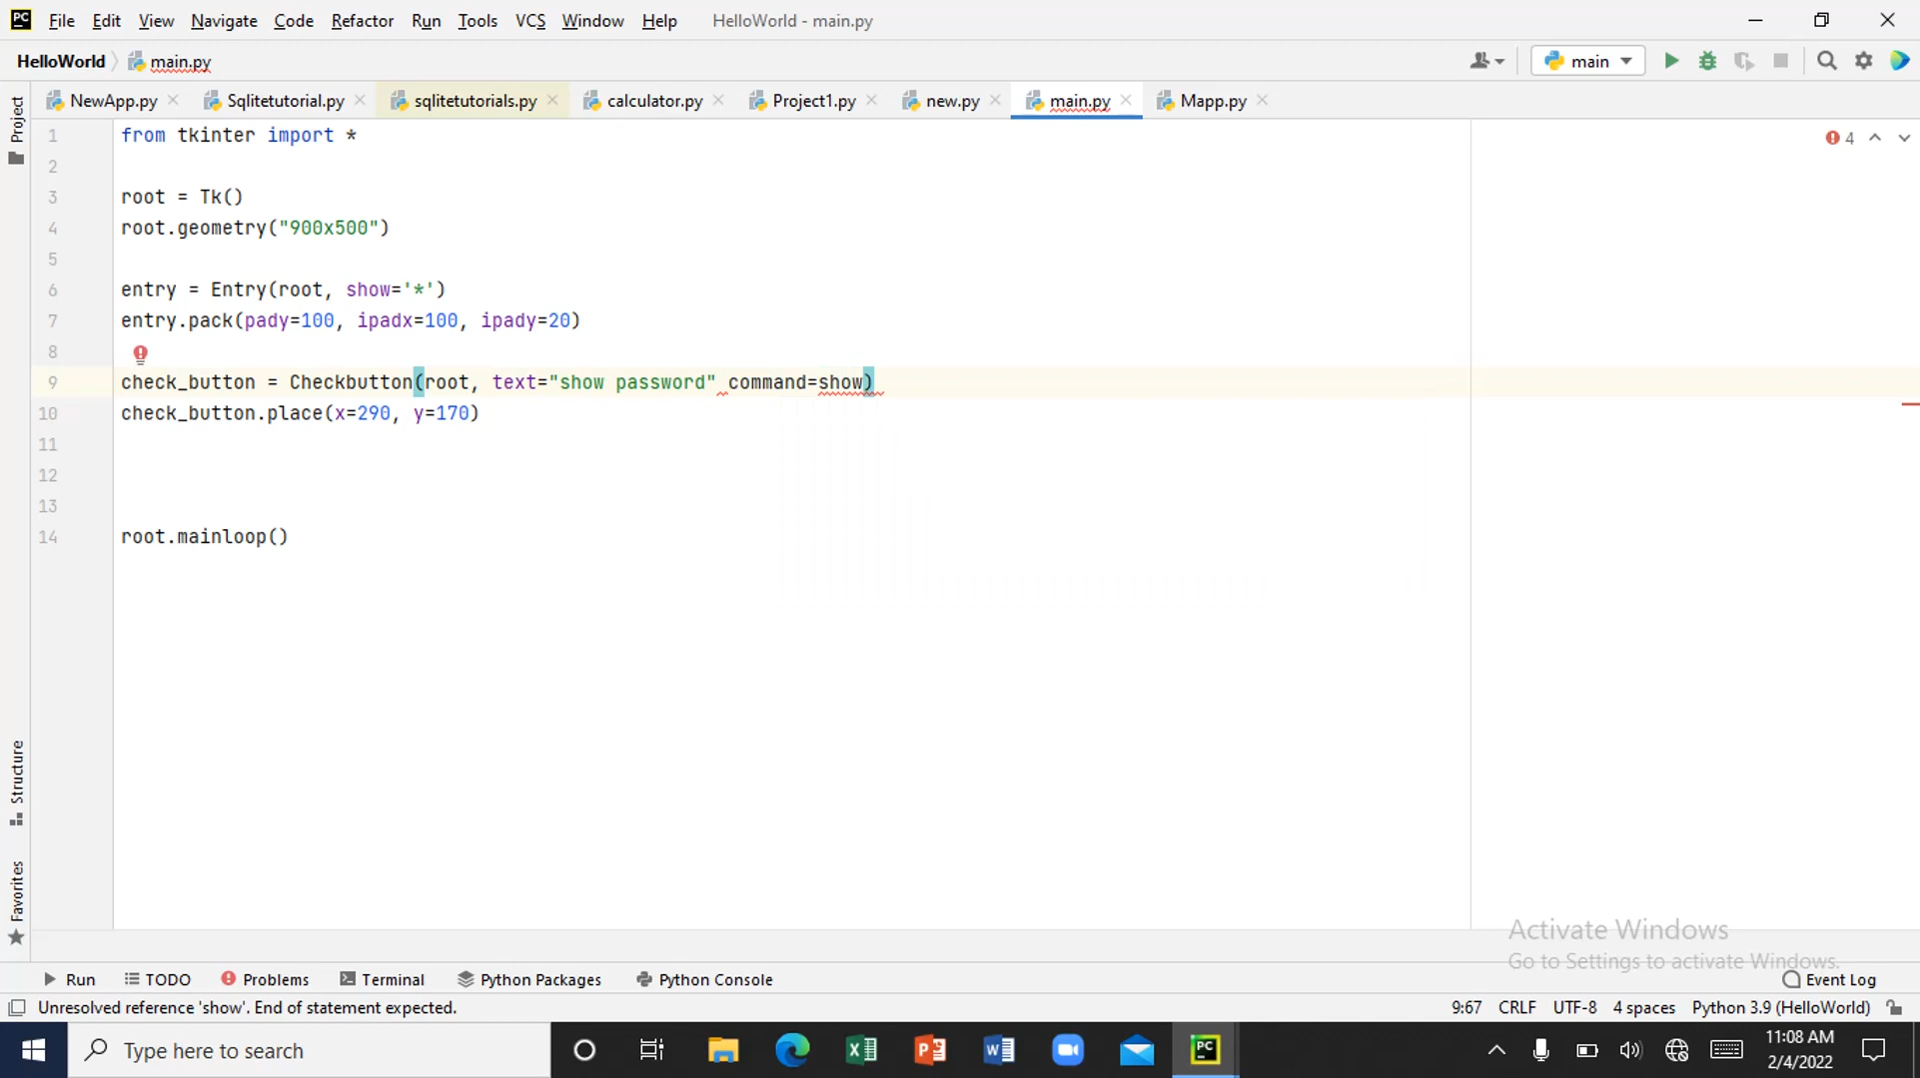 PC File Edit View Navigate Code Refactor Run Tools VCS Window Help HelloWorld - main.py
HelloWorld main.py main
NewApp.py Sqlitetutorial.py sqlitetutorials.py calculator.py Project1.py new.py main.py Mapp.py
Project
1 from tkinter import * 4
2
3 root = Tk()
4 root.geometry("900x500")
5
6 entry = Entry(root, show='*')
7 entry.pack(pady=100, ipadx=100, ipady=20)
8
9 check_button = Checkbutton(root, text="show password" command=show)
10 check_button.place(x=290, y=170)
11
12
13
14 root.mainloop()
Structure
Favorites
Activate Windows
Go to Settings to activate Windows.
Run TODO Problems Terminal Python Packages Python Console Event Log
Unresolved reference 'show'. End of statement expected. 9:67 CRLF UTF-8 4 spaces Python 3.9 (HelloWorld)
Type here to search PC 11:08 AM
2/4/2022